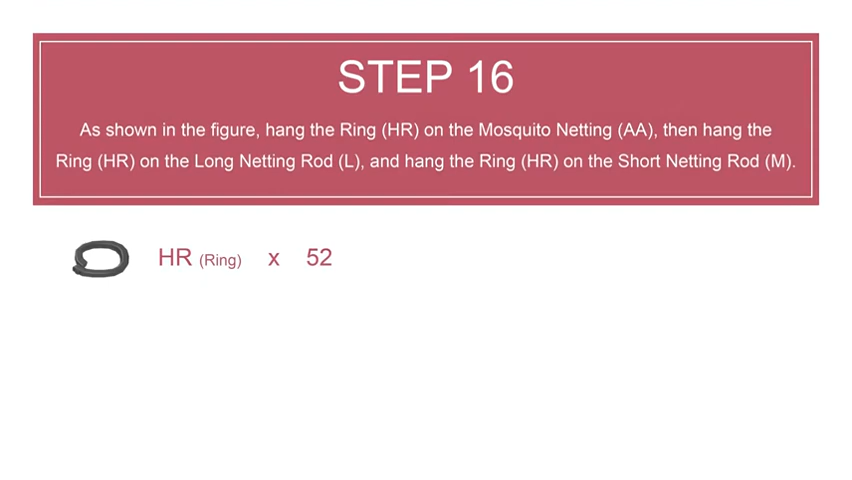 STEP 16
As shown in the figure, hang the Ring (HR) on the Mosquito Netting (AA), then hang the
Ring (HR) on the Long Netting Rod (L), and hang the Ring (HR) on the Short Netting Rod (M).
HR (Ring) x 52